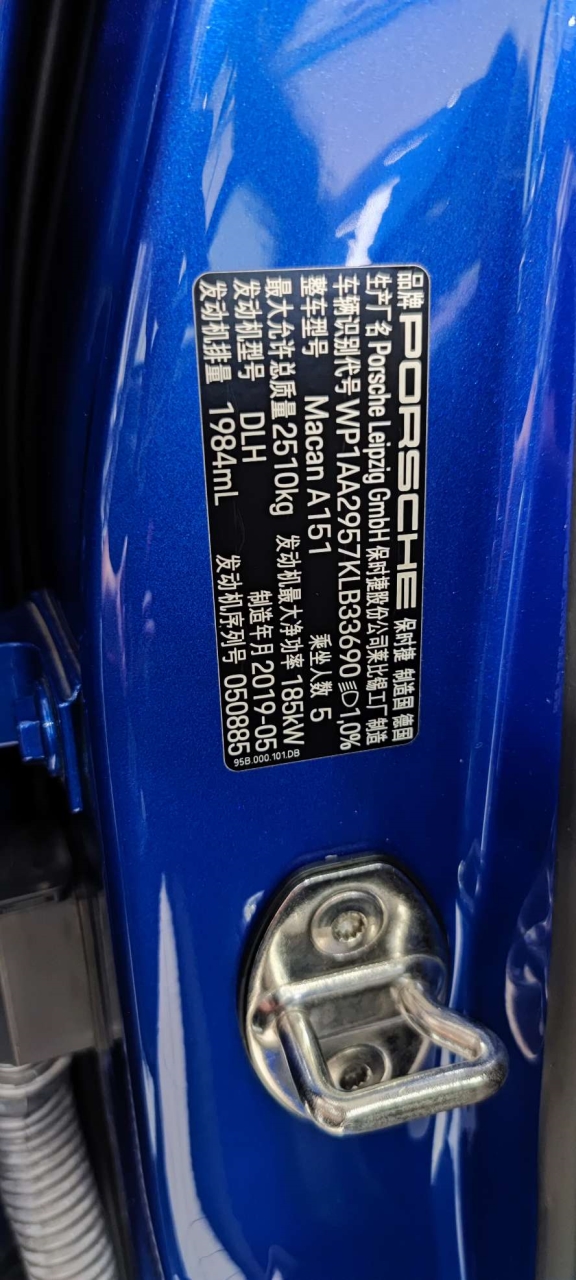 品牌 PORSCHE 保时捷 制造国 德国
生产厂名 Porsche Leipzig GmbH 保时捷股份公司莱比锡工厂 制造
车辆识别代号 WP1AA2957KLB33690 1,0%
整车型号 Macan A151 乘坐人数 5
最大允许总质量 2510kg 发动机最大净功率 185kW
发动机型号 DLH 制造年月 2019-05
发动机排量 1984mL 发动机序列号 050885
95B.000.101.DB